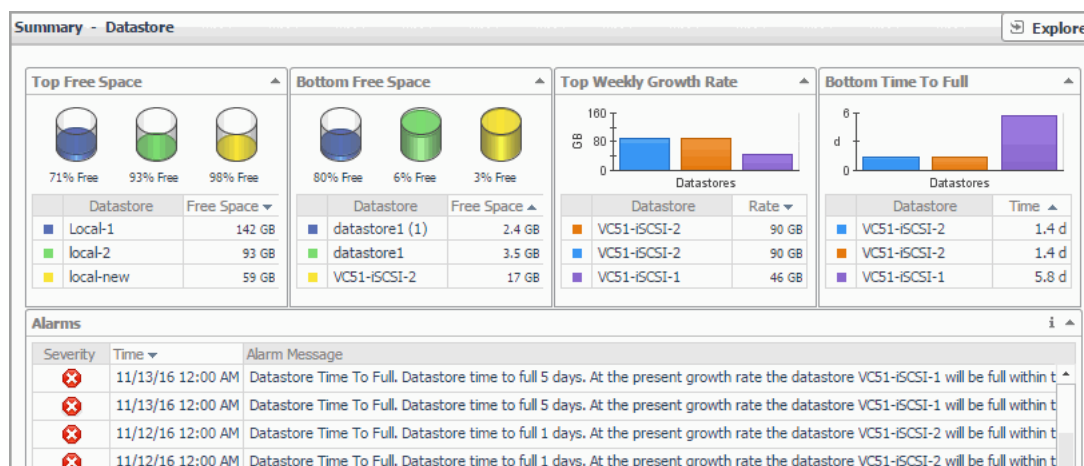 Summary - Datastore
Explore
Top Free Space
71% Free 93% Free 98% Free
Datastore Free Space
Local-1 142 GB
local-2 93 GB
local-new 59 GB
Bottom Free Space
80% Free 6% Free 3% Free
Datastore Free Space
datastore1 (1) 2.4 GB
datastore1 3.5 GB
VC51-iSCSI-2 17 GB
Top Weekly Growth Rate
160
80
0
GB
Datastores
Datastore Rate
VC51-iSCSI-2 90 GB
VC51-iSCSI-2 90 GB
VC51-iSCSI-1 46 GB
Bottom Time To Full
6
d
0
Datastores
Datastore Time
VC51-iSCSI-2 1.4 d
VC51-iSCSI-2 1.4 d
VC51-iSCSI-1 5.8 d
Alarms i
Severity Time Alarm Message
11/13/16 12:00 AM Datastore Time To Full. Datastore time to full 5 days. At the present growth rate the datastore VC51-iSCSI-1 will be full within t
11/13/16 12:00 AM Datastore Time To Full. Datastore time to full 5 days. At the present growth rate the datastore VC51-iSCSI-1 will be full within t
11/12/16 12:00 AM Datastore Time To Full. Datastore time to full 1 days. At the present growth rate the datastore VC51-iSCSI-2 will be full within t
11/12/16 12:00 AM Datastore Time To Full. Datastore time to full 1 days. At the present growth rate the datastore VC51-iSCSI-2 will be full within t